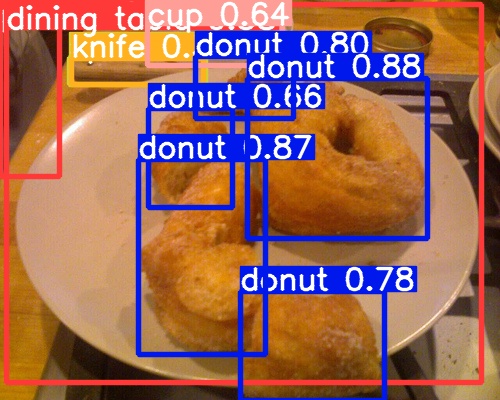 dining ta
cup 0.64
knife 0.
donut 0.80
donut 0.88
donut 0.66
donut 0.87
donut 0.78